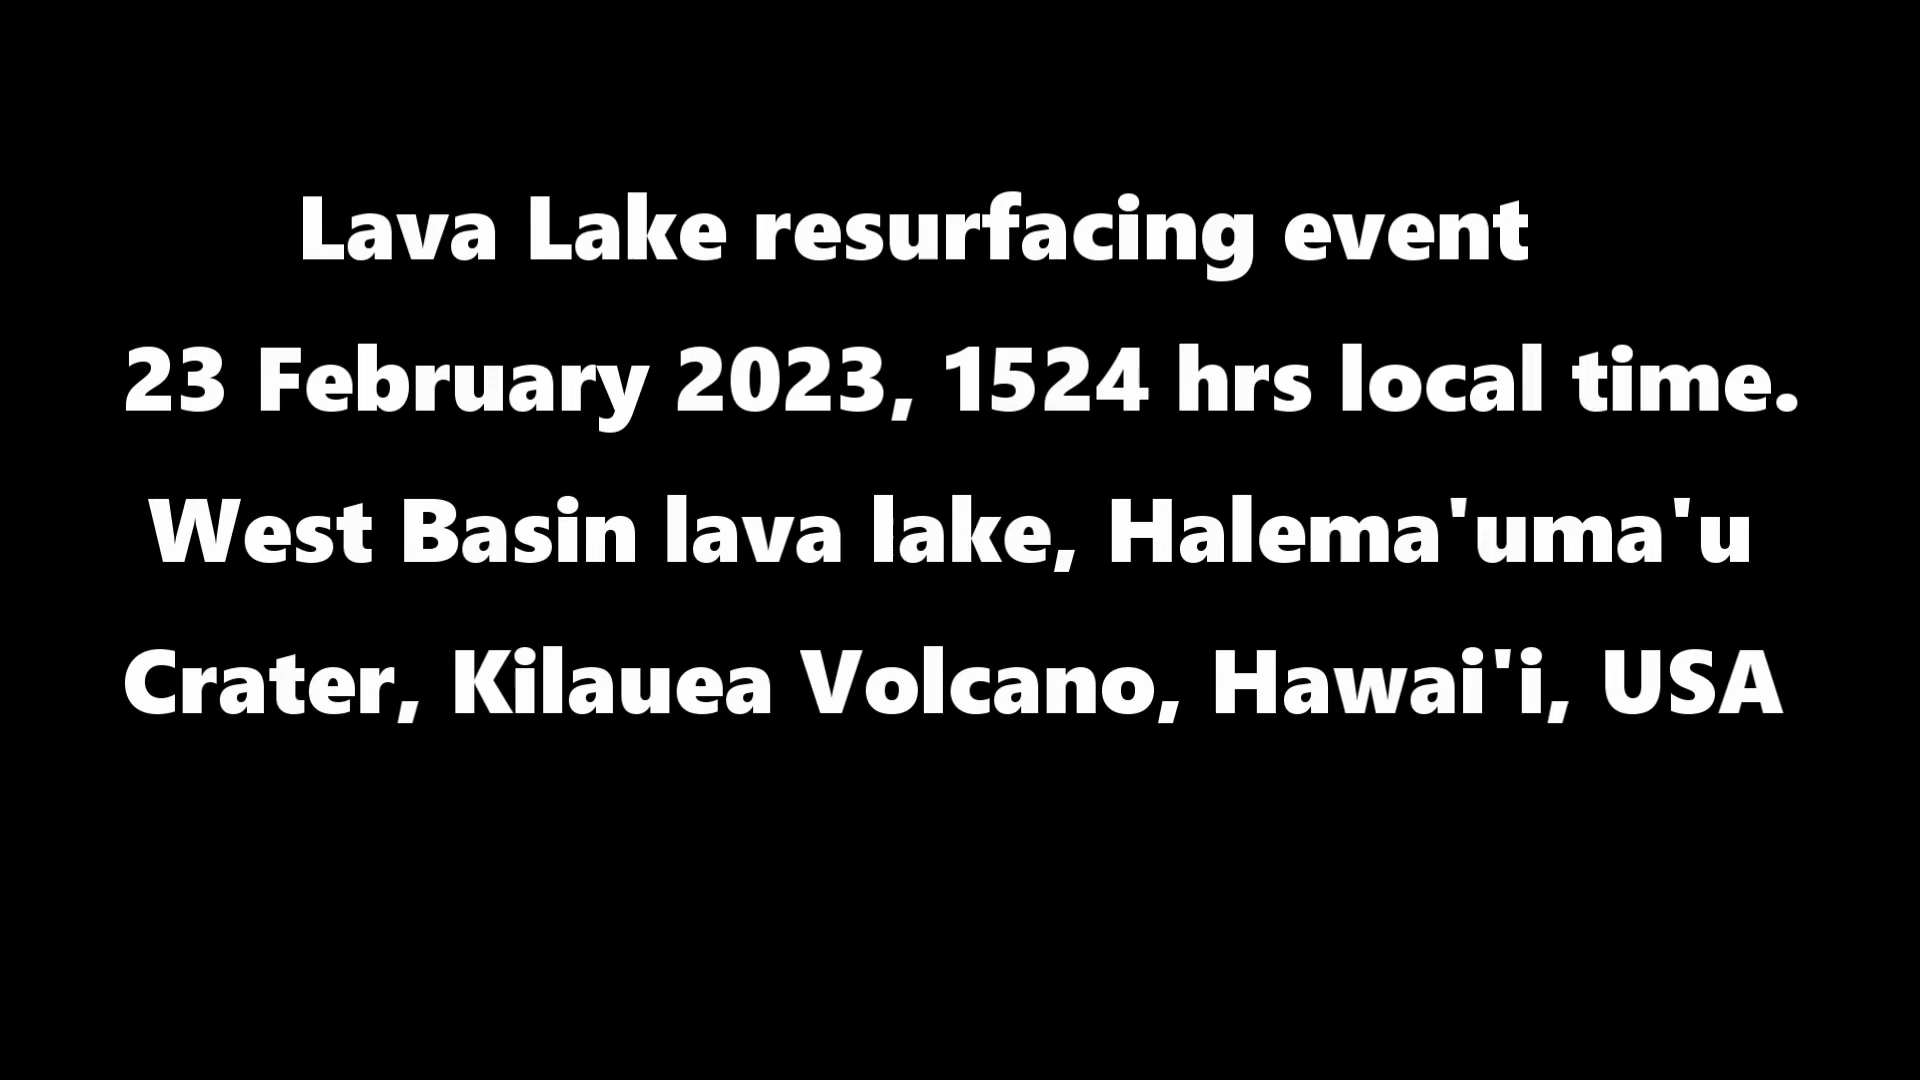 Lava Lake resurfacing event
23 February 2023, 1524 hrs local time.
West Basin lava lake, Halema'uma'u
Crater, Kilauea Volcano, Hawai'i, USA